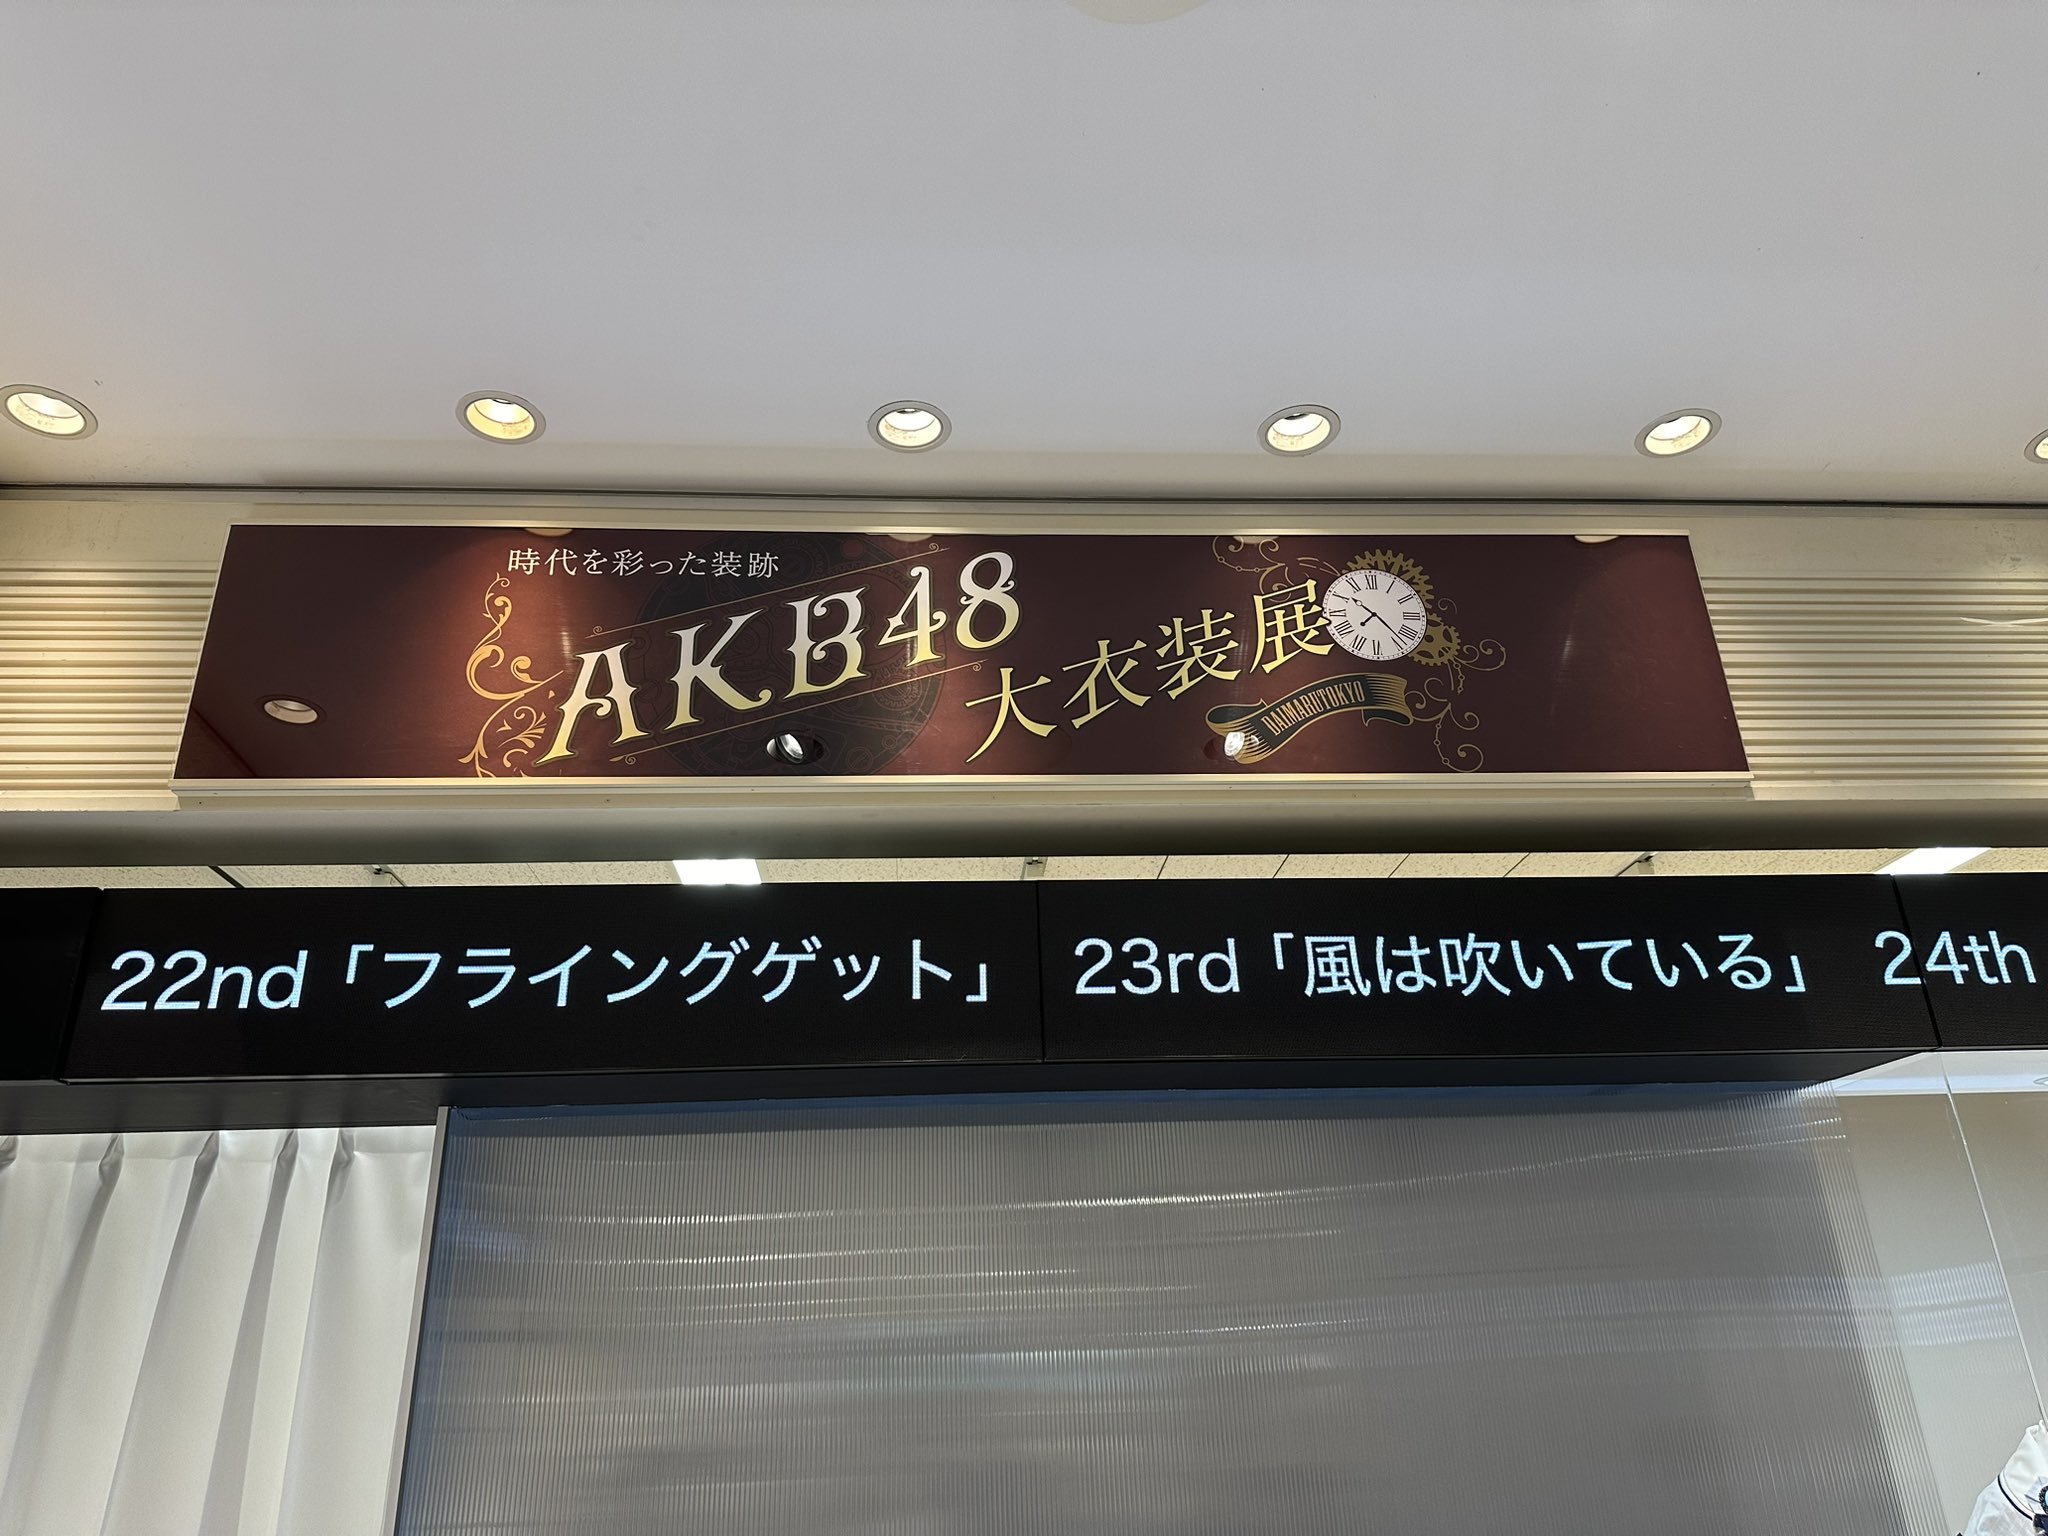 時代を彩った装跡
AKB48
大衣装展
DAIMARUTOKYO
22nd「フライングゲット」 23rd「風は吹いている」 24th